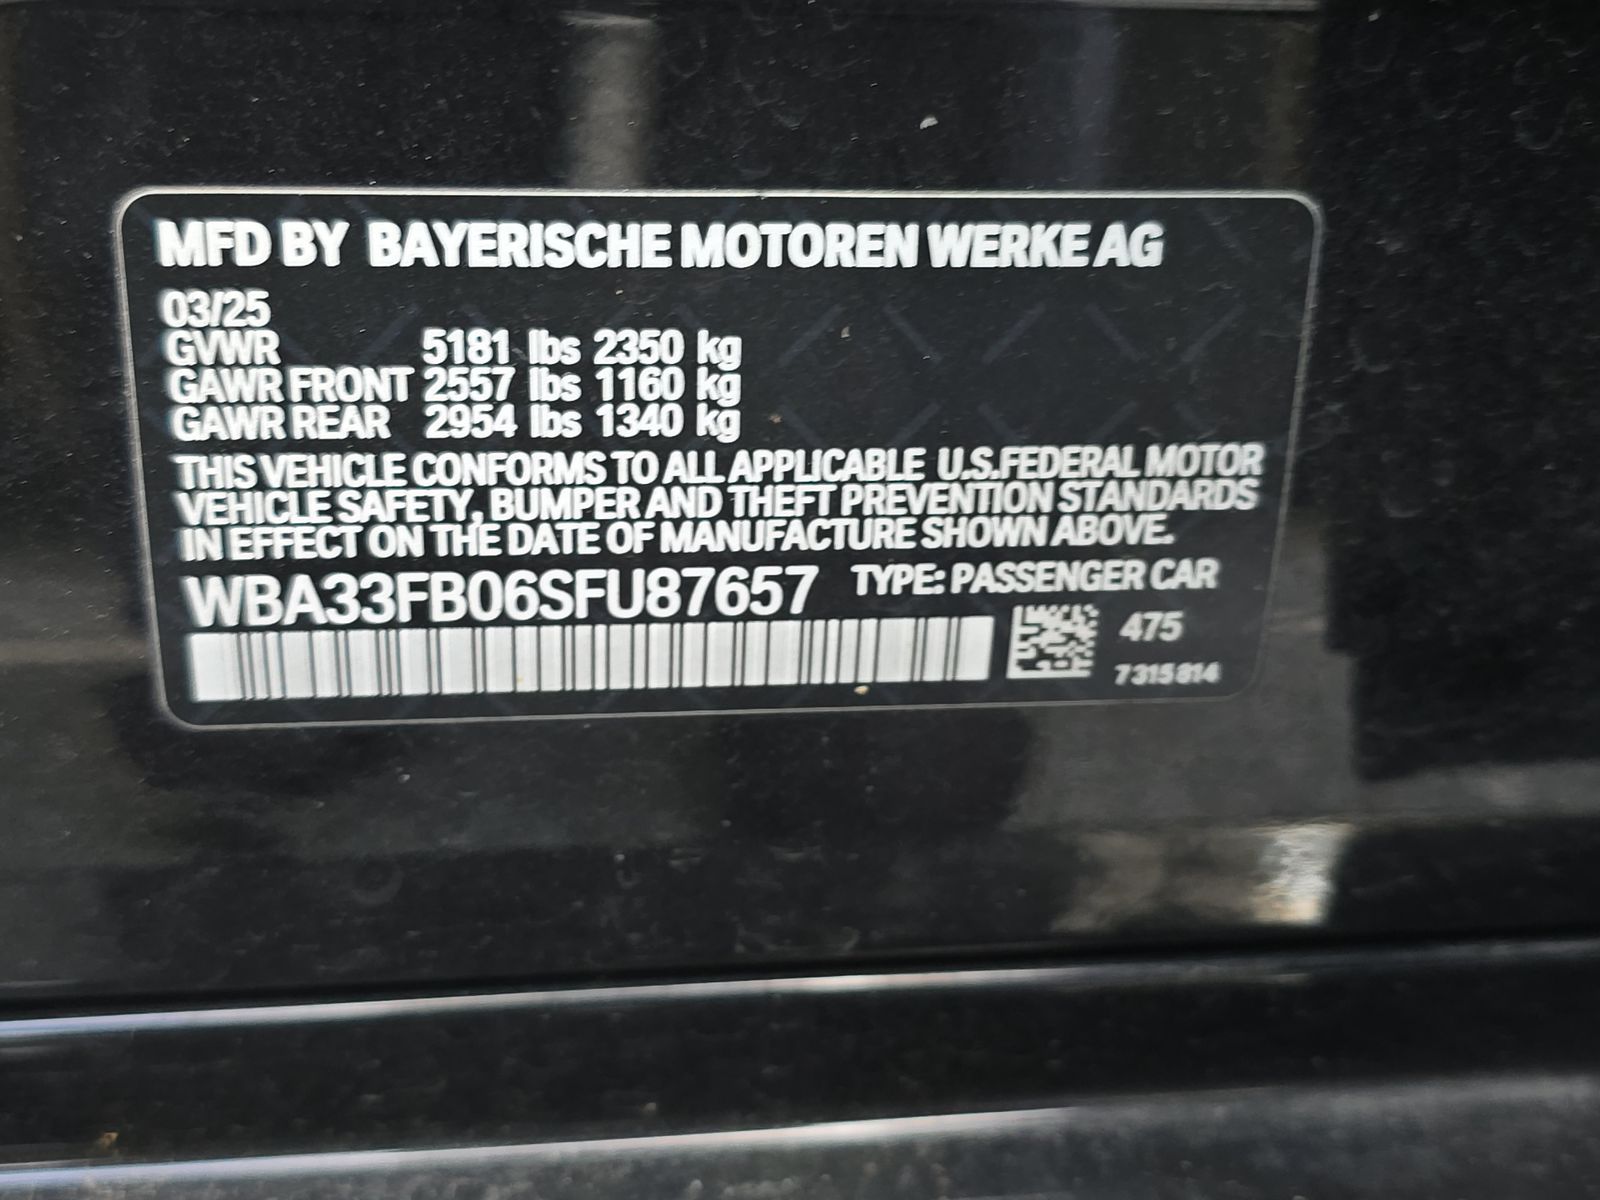 MFD BY BAYERISCHE MOTOREN WERKE AG
03/25
GVWR 5181 lbs 2350 kg
GAWR FRONT 2557 lbs 1160 kg
GAWR REAR 2954 lbs 1340 kg
THIS VEHICLE CONFORMS TO ALL APPLICABLE U.S.FEDERAL MOTOR
VEHICLE SAFETY, BUMPER AND THEFT PREVENTION STANDARDS
IN EFFECT ON THE DATE OF MANUFACTURE SHOWN ABOVE.
WBA33FB06SFU87657 TYPE: PASSENGER CAR
475
7315814